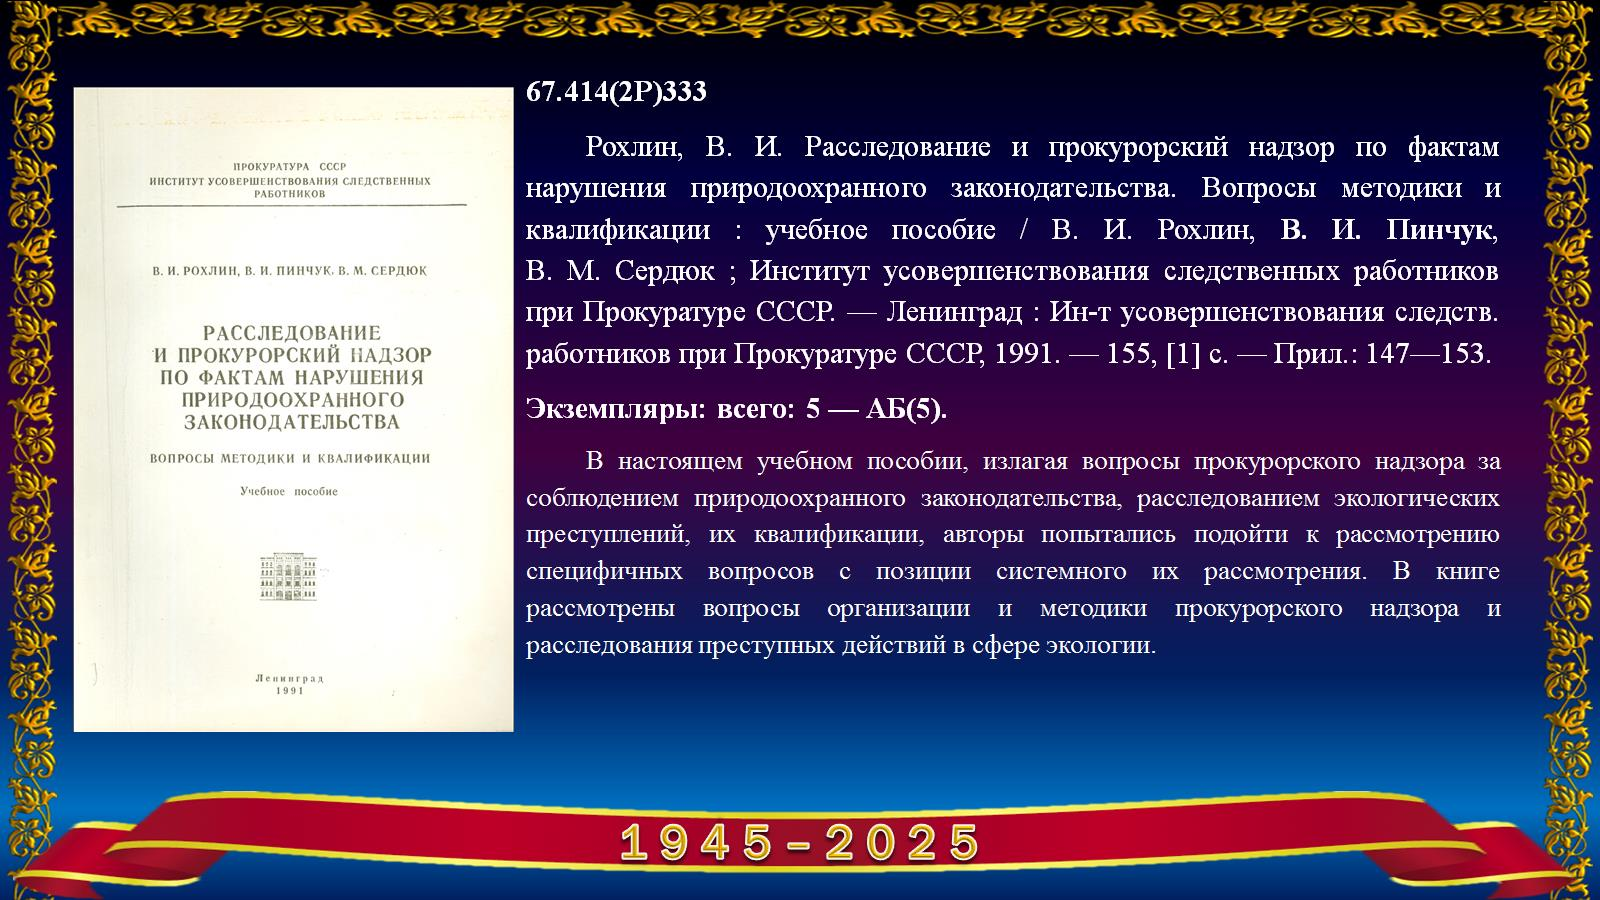 ПРОКУРАТУРА СССР
ИНСТИТУТ УСОВЕРШЕНСТВОВАНИЯ СЛЕДСТВЕННЫХ
РАБОТНИКОВ
В. И. РОХЛИН, В. И. ПИНЧУК, В. М. СЕРДЮК
РАССЛЕДОВАНИЕ
И ПРОКУРОРСКИЙ НАДЗОР
ПО ФАКТАМ НАРУШЕНИЯ
ПРИРОДООХРАННОГО
ЗАКОНОДАТЕЛЬСТВА
ВОПРОСЫ МЕТОДИКИ И КВАЛИФИКАЦИИ
Учебное пособие
Ленинград
1991
67.414(2Р)333
Рохлин, В. И. Расследование и прокурорский надзор по фактам
нарушения природоохранного законодательства. Вопросы методики и
квалификации : учебное пособие / В. И. Рохлин, В. И. Пинчук,
В. М. Сердюк ; Институт усовершенствования следственных работников
при Прокуратуре СССР. — Ленинград : Ин-т усовершенствования следств.
работников при Прокуратуре СССР, 1991. — 155, [1] с. — Прил.: 147—153.
Экземпляры: всего: 5 — АБ(5).
В настоящем учебном пособии, излагая вопросы прокурорского надзора за
соблюдением природоохранного законодательства, расследованием экологических
преступлений, их квалификации, авторы попытались подойти к рассмотрению
специфичных вопросов с позиции системного их рассмотрения. В книге
рассмотрены вопросы организации и методики прокурорского надзора и
расследования преступных действий в сфере экологии.
1945–2025